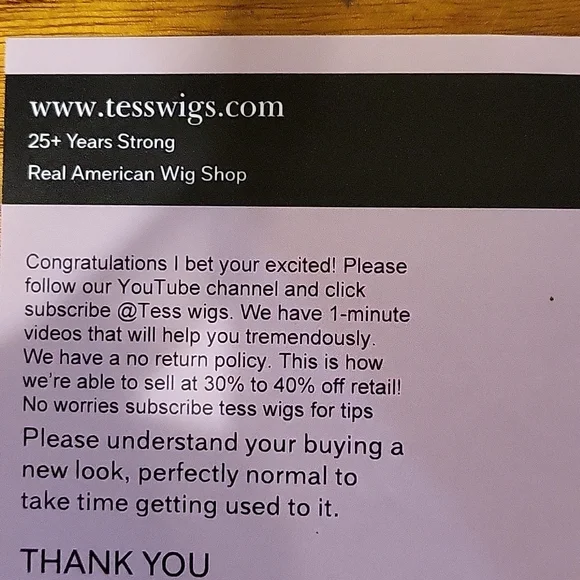 www.tesswigs.com
25+ Years Strong
Real American Wig Shop
Congratulations I bet your excited! Please
follow our YouTube channel and click
subscribe @Tess wigs. We have 1-minute
videos that will help you tremendously.
We have a no return policy. This is how
we're able to sell at 30% to 40% off retail!
No worries subscribe tess wigs for tips
Please understand your buying a
new look, perfectly normal to
take time getting used to it.
THANK YOU